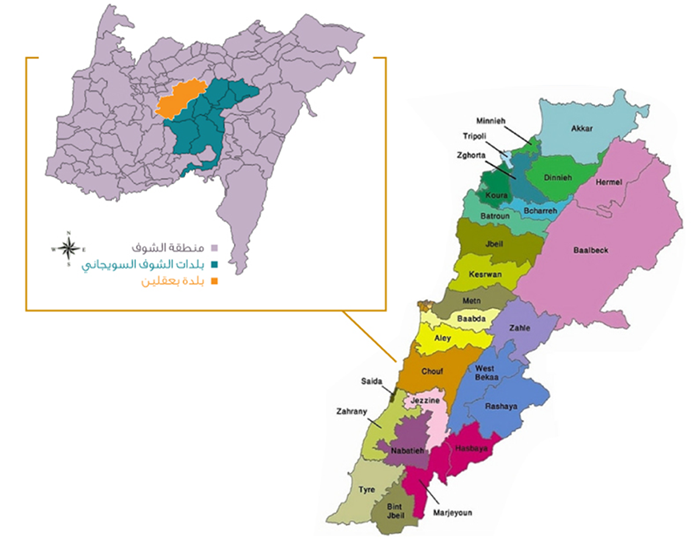 N
W
E
S
منطقة الشوف
بلدات الشوف السويجاني
بلدة بعقلين
Akkar
Minnieh
Tripoli
Zghorta
Dinnieh
Hermel
Koura
Bcharreh
Batroun
Jbeil
Baalbeck
Kesrwan
Metn
Baabda
Zahle
Aley
Chouf
West
Bekaa
Saida
Jezzine
Rashaya
Zahrany
Nabatieh
Hasbaya
Tyre
Bint
Jbeil
Marjeyoun